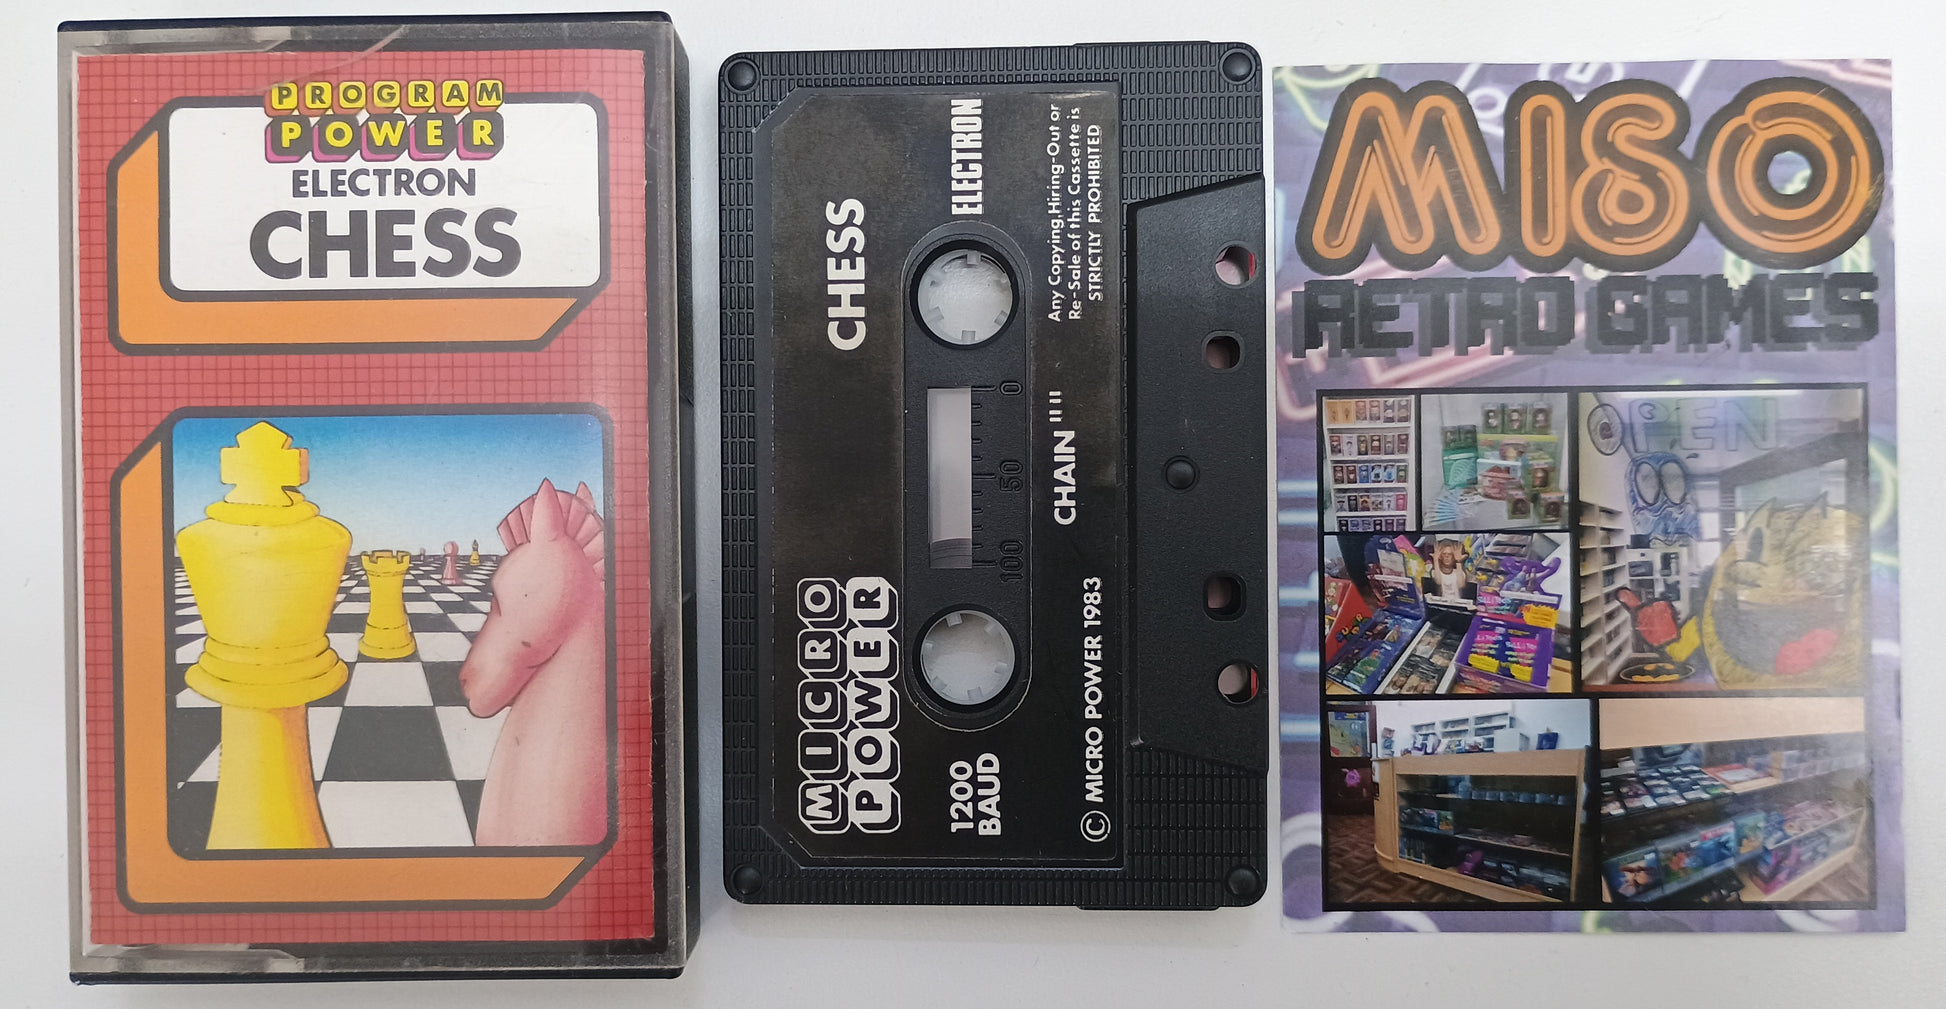 PROGRAM
POWER
ELECTRON
CHESS
CHESS
ELECTRON
Any Copying,Hiring-Out or
Re-Sale of this Cassette is
STRICTLY PROHIBITED
0
50
100
CHAIN " "
MICRO
POWER
1200
BAUD
© MICRO POWER 1983
MISO
RETRO GAMES
OPEN